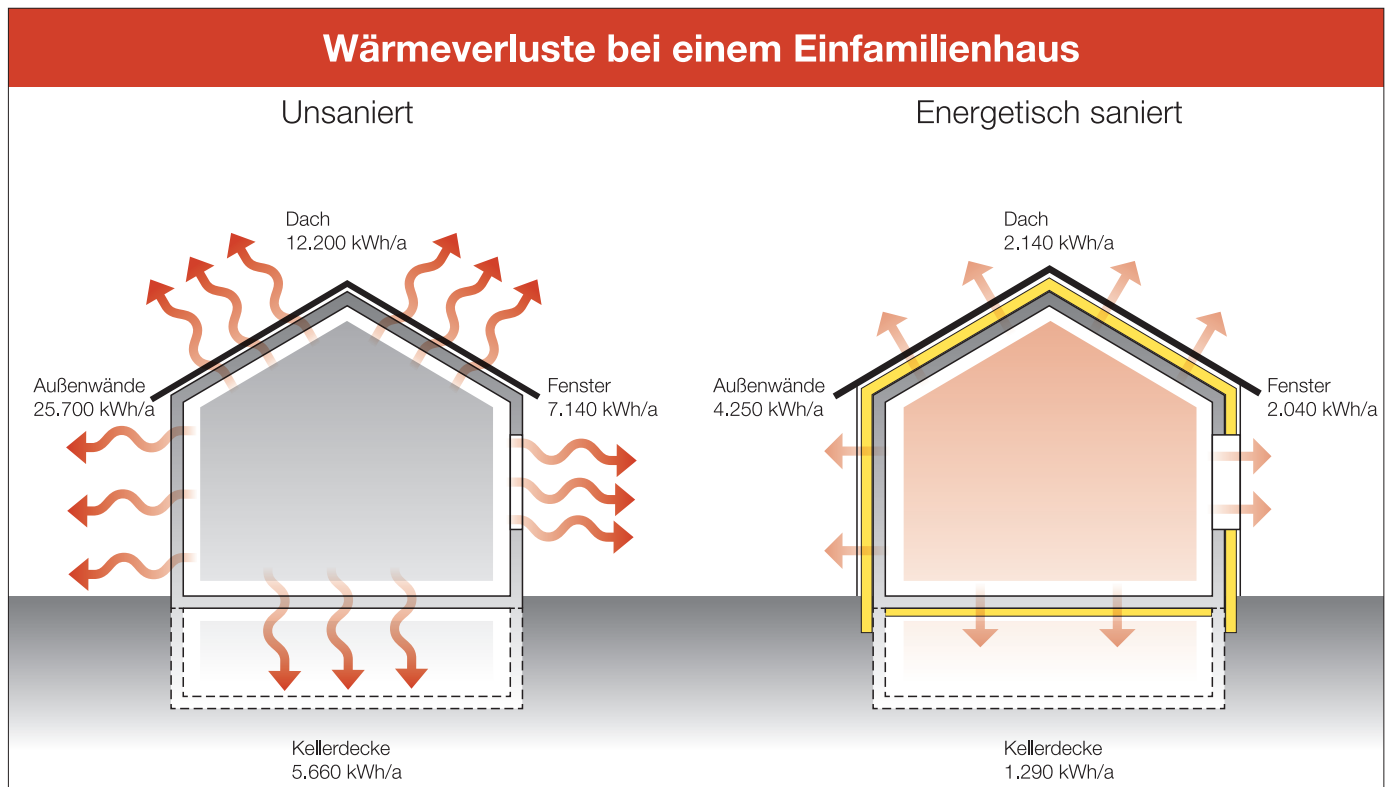 Wärmeverluste bei einem Einfamilienhaus
Unsaniert
Dach
12.200 kWh/a
Außenwände
25.700 kWh/a
Fenster
7.140 kWh/a
Kellerdecke
5.660 kWh/a
Energetisch saniert
Dach
2.140 kWh/a
Außenwände
4.250 kWh/a
Fenster
2.040 kWh/a
Kellerdecke
1.290 kWh/a